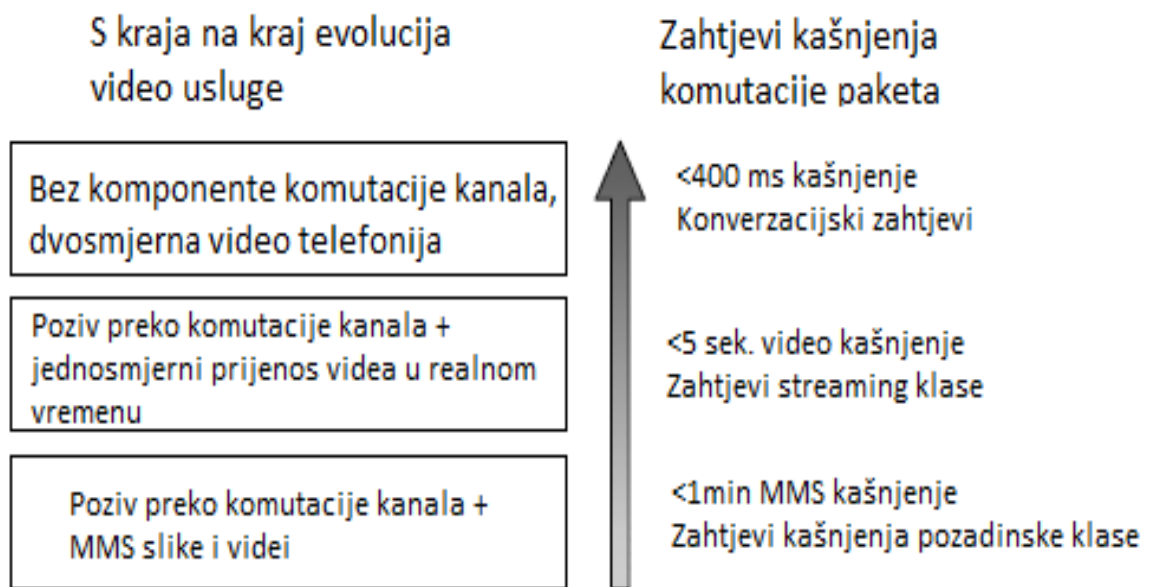 S kraja na kraj evolucija
video usluge
Zahtjevi kašnjenja
komutacije paketa
Bez komponente komutacije kanala,
dvosmjerna video telefonija
<400 ms kašnjenje
Konverzacijski zahtjevi
Poziv preko komutacije kanala +
jednosmjerni prijenos videa u realnom
vremenu
<5 sek. video kašnjenje
Zahtjevi streaming klase
Poziv preko komutacije kanala +
MMS slike i videi
<1min MMS kašnjenje
Zahtjevi kašnjenja pozadinske klase